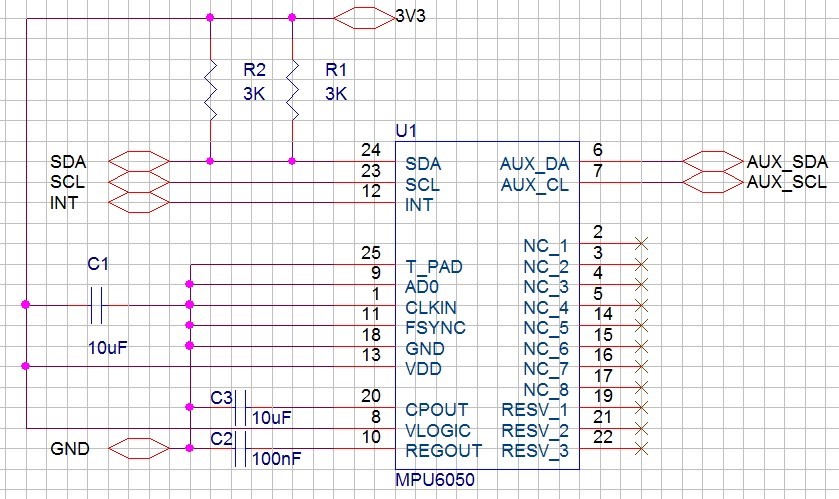 3V3
R2
3K
R1
3K
U1
SDA
SCL
INT
24
23
12
SDA
SCL
INT
AUX_DA
AUX_CL
6
7
AUX_SDA
AUX_SCL
C1
10uF
25
9
1
11
18
13
20
8
10
T_PAD
AD0
CLKIN
FSYNC
GND
VDD
CPOUT
VLOGIC
REGOUT
NC_1
NC_2
NC_3
NC_4
NC_5
NC_6
NC_7
NC_8
RESV_1
RESV_2
RESV_3
2
3
4
5
14
15
16
17
19
21
22
C3
10uF
C2
100nF
GND
MPU6050